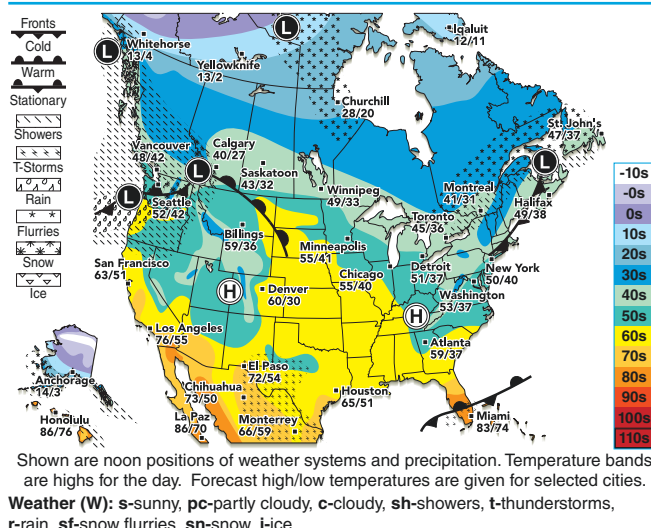 Fronts
Cold
Warm
Stationary
Showers
T-Storms
Rain
Flurries
Snow
Ice
L
L
L
L
L
H
H
Whitehorse
13/4
Yellowknife
13/2
Iqaluit
12/11
Churchill
28/20
St. John's
47/37
Vancouver
48/42
Calgary
40/27
Saskatoon
43/32
Winnipeg
49/33
Montreal
41/31
Halifax
49/38
Seattle
52/42
Billings
59/36
Minneapolis
55/41
Toronto
45/36
San Francisco
63/51
Denver
60/30
Chicago
55/40
Detroit
51/37
New York
50/40
Washington
53/37
Los Angeles
76/55
Atlanta
59/37
El Paso
72/54
Chihuahua
73/50
Houston
65/51
Anchorage
14/3
Honolulu
86/76
La Paz
86/70
Monterrey
66/59
Miami
83/74
-10s
-0s
0s
10s
20s
30s
40s
50s
60s
70s
80s
90s
100s
110s
Shown are noon positions of weather systems and precipitation. Temperature bands
are highs for the day. Forecast high/low temperatures are given for selected cities.
Weather (W): s-sunny, pc-partly cloudy, c-cloudy, sh-showers, t-thunderstorms,
r-rain, sf-snow flurries, sn-snow, i-ice